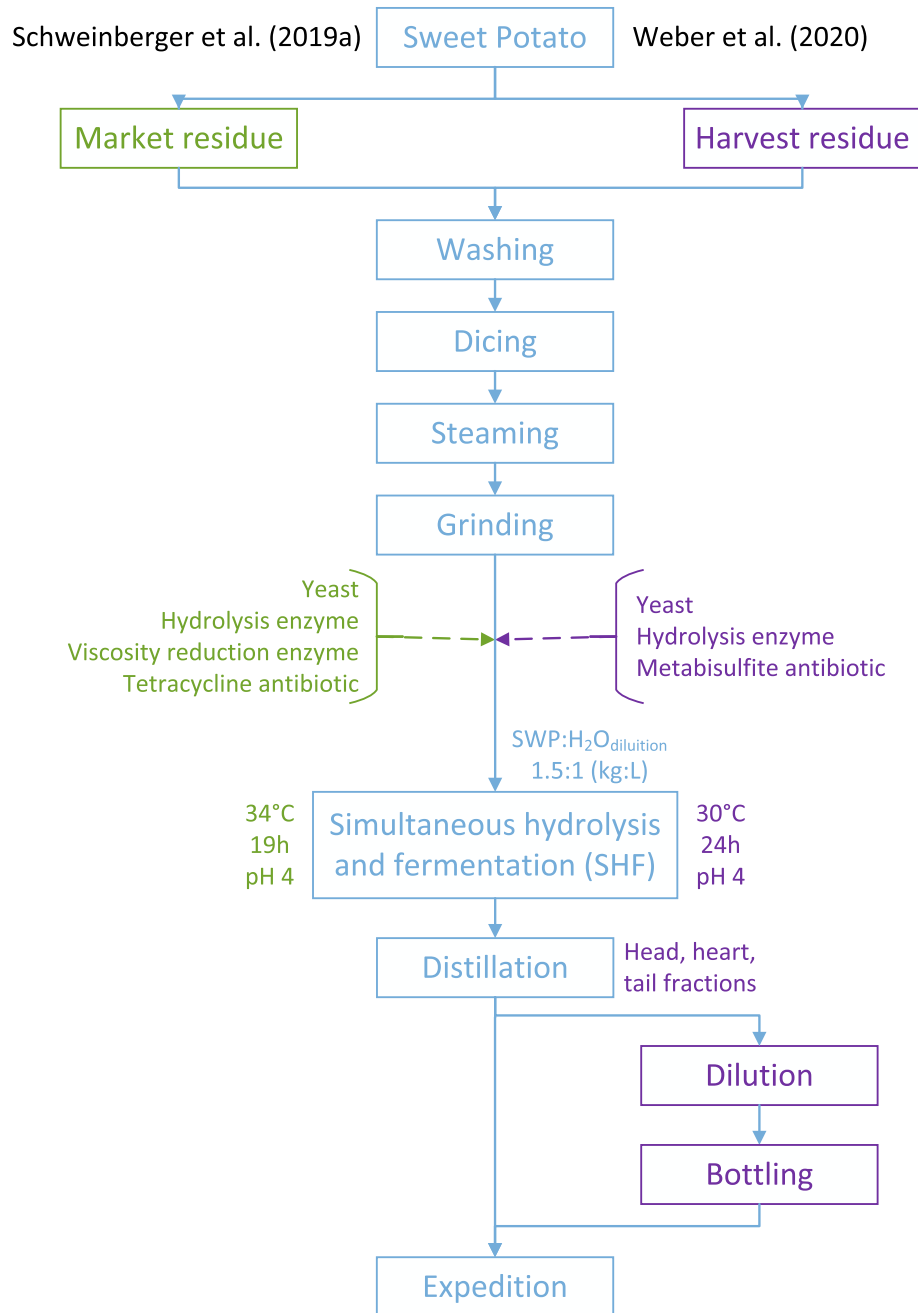 Schweinberger et al. (2019a)
Sweet Potato
Weber et al. (2020)
Market residue
Harvest residue
Washing
Dicing
Steaming
Grinding
Yeast
Hydrolysis enzyme
Viscosity reduction enzyme
Tetracycline antibiotic
Yeast
Hydrolysis enzyme
Metabisulfite antibiotic
SWP:H₂O diluition
1.5:1 (kg:L)
34°C
19h
pH 4
Simultaneous hydrolysis
and fermentation (SHF)
30°C
24h
pH 4
Distillation
Head, heart,
tail fractions
Dilution
Bottling
Expedition